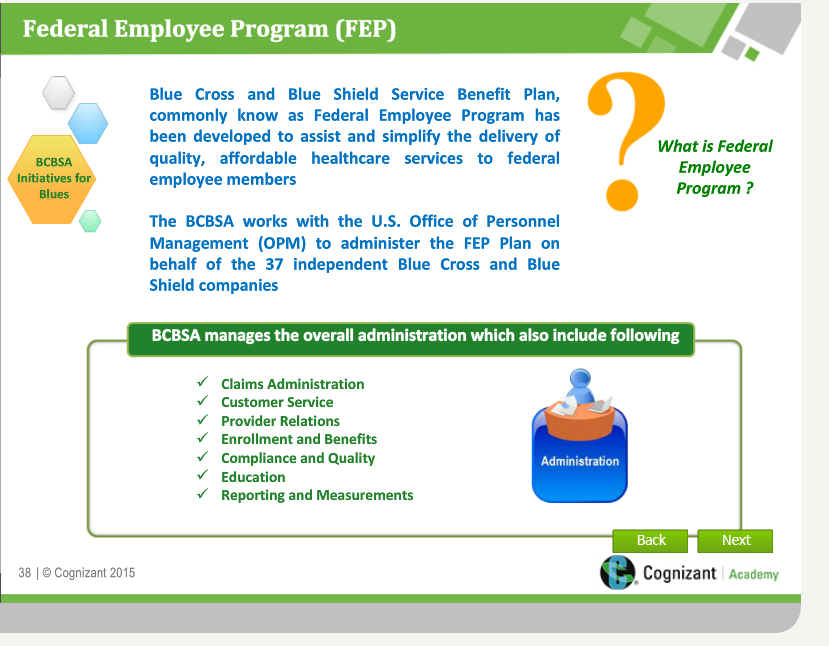 Federal Employee Program (FEP)
BCBSA
Initiatives for
Blues
Blue Cross and Blue Shield Service Benefit Plan,
commonly know as Federal Employee Program has
been developed to assist and simplify the delivery of
quality, affordable healthcare services to federal
employee members
The BCBSA works with the U.S. Office of Personnel
Management (OPM) to administer the FEP Plan on
behalf of the 37 independent Blue Cross and Blue
Shield companies
?
What is Federal
Employee
Program ?
BCBSA manages the overall administration which also include following
✓ Claims Administration
✓ Customer Service
✓ Provider Relations
✓ Enrollment and Benefits
✓ Compliance and Quality
✓ Education
✓ Reporting and Measurements
Administration
Back
Next
38 | © Cognizant 2015
Cognizant | Academy